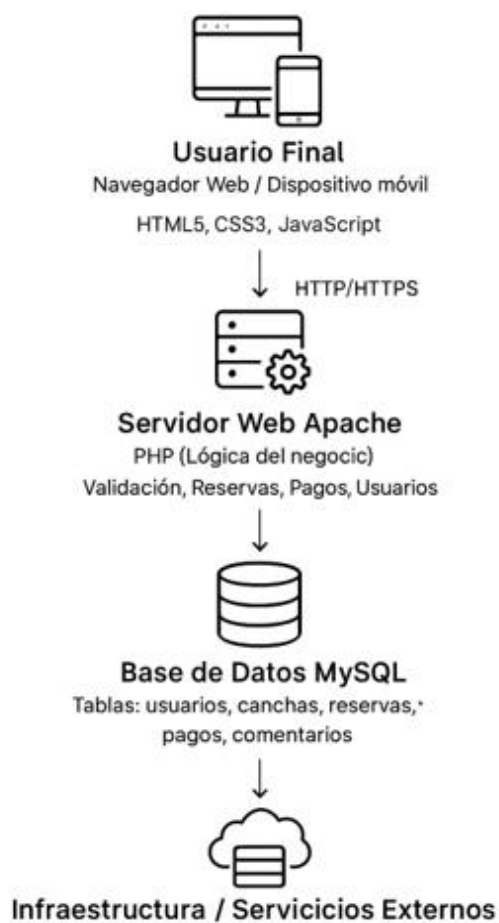 Usuario Final
Navegador Web / Dispositivo móvil
HTML5, CSS3, JavaScript
HTTP/HTTPS
Servidor Web Apache
PHP (Lógica del negocic)
Validación, Reservas, Pagos, Usuarios
Base de Datos MySQL
Tablas: usuarios, canchas, reservas,·
pagos, comentarios
Infraestructura / Servicicios Externos